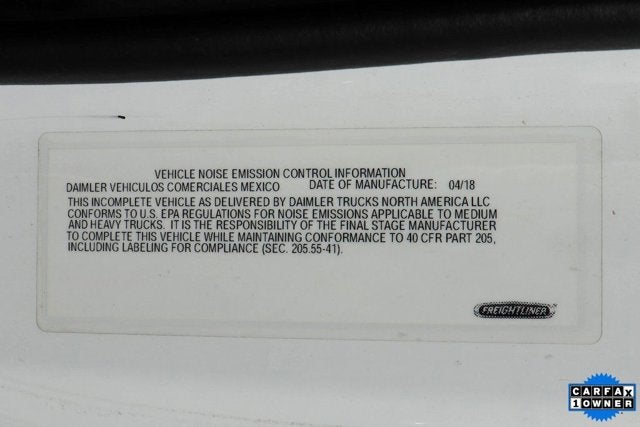 VEHICLE NOISE EMISSION CONTROL INFORMATION
DAIMLER VEHICULOS COMERCIALES MEXICO DATE OF MANUFACTURE: 04/18
THIS INCOMPLETE VEHICLE AS DELIVERED BY DAIMLER TRUCKS NORTH AMERICA LLC
CONFORMS TO U.S. EPA REGULATIONS FOR NOISE EMISSIONS APPLICABLE TO MEDIUM
AND HEAVY TRUCKS. IT IS THE RESPONSIBILITY OF THE FINAL STAGE MANUFACTURER
TO COMPLETE THIS VEHICLE WHILE MAINTAINING CONFORMANCE TO 40 CFR PART 205,
INCLUDING LABELING FOR COMPLIANCE (SEC. 205.55-41).
FREIGHTLINER
CARFAX
1 OWNER